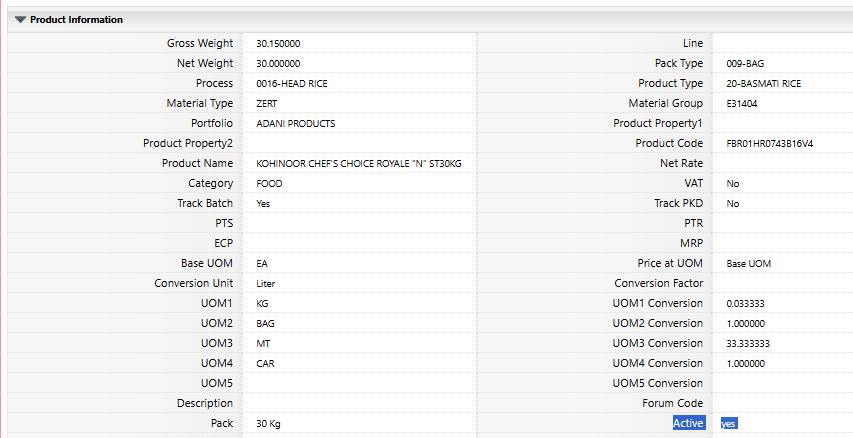 Product Information
Gross Weight 30.150000 Line
Net Weight 30.000000 Pack Type 009-BAG
Process 0016-HEAD RICE Product Type 20-BASMATI RICE
Material Type ZERT Material Group E31404
Portfolio ADANI PRODUCTS Product Property1
Product Property2 Product Code FBR01HR0743B16V4
Product Name KOHINOOR CHEF'S CHOICE ROYALE "N" ST30KG Net Rate
Category FOOD VAT No
Track Batch Yes Track PKD No
PTS PTR
ECP MRP
Base UOM EA Price at UOM Base UOM
Conversion Unit Liter Conversion Factor
UOM1 KG UOM1 Conversion 0.033333
UOM2 BAG UOM2 Conversion 1.000000
UOM3 MT UOM3 Conversion 33.333333
UOM4 CAR UOM4 Conversion 1.000000
UOM5 UOM5 Conversion
Description Forum Code
Pack 30 Kg Active yes